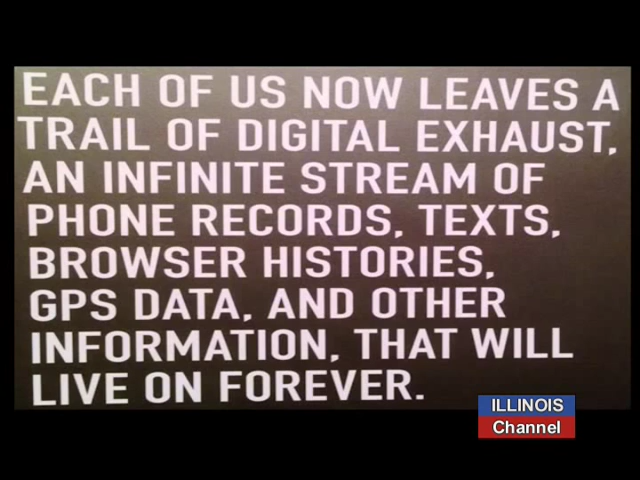 EACH OF US NOW LEAVES A
TRAIL OF DIGITAL EXHAUST,
AN INFINITE STREAM OF
PHONE RECORDS, TEXTS,
BROWSER HISTORIES,
GPS DATA, AND OTHER
INFORMATION, THAT WILL
LIVE ON FOREVER.
ILLINOIS
Channel